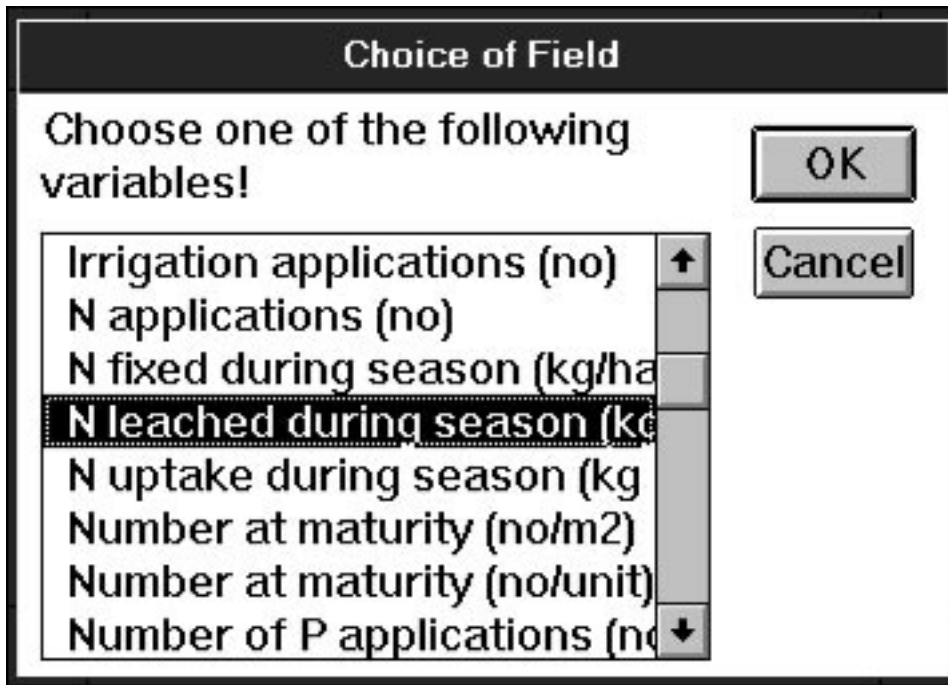 Choice of Field
Choose one of the following
variables!
OK
Cancel
Irrigation applications (no)
N applications (no)
N fixed during season (kg/ha
N leached during season (kg
N uptake during season (kg
Number at maturity (no/m2)
Number at maturity (no/unit)
Number of P applications (no